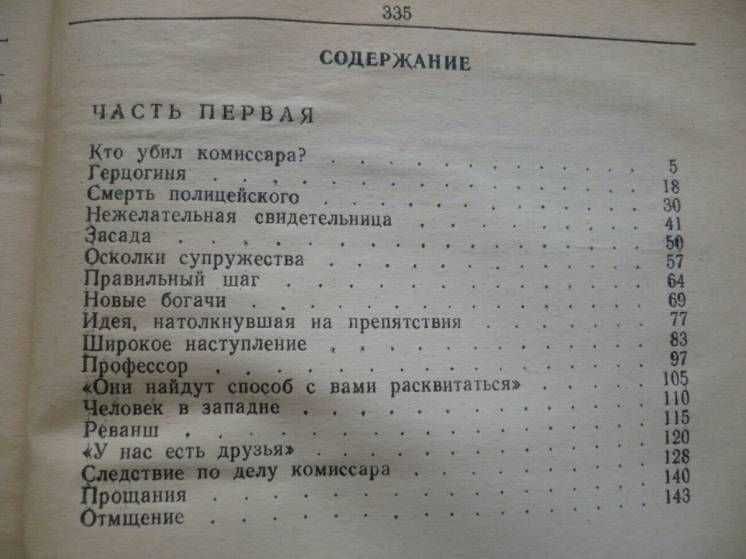 335
СОДЕРЖАНИЕ
ЧАСТЬ ПЕРВАЯ
Кто убил комиссара? . . . . . . . . . . 5
Герцогиня . . . . . . . . . . 18
Смерть полицейского . . . . . . . . . . 30
Нежелательная свидетельница . . . . . . . . . . 41
Засада . . . . . . . . . . 50
Осколки супружества . . . . . . . . . . 57
Правильный шаг . . . . . . . . . . 64
Новые богачи . . . . . . . . . . 69
Идея, натолкнувшая на препятствия . . . . . . . 77
Широкое наступление . . . . . . . . . . 83
Профессор . . . . . . . . . . 97
«Они найдут способ с вами расквитаться» . . . . . 105
Человек в западне . . . . . . . . . . 110
Реванш . . . . . . . . . . 115
«У нас есть друзья» . . . . . . . . . . 120
Следствие по делу комиссара . . . . . . . . . . 128
Прощания . . . . . . . . . . 140
Отмщение . . . . . . . . . . 143